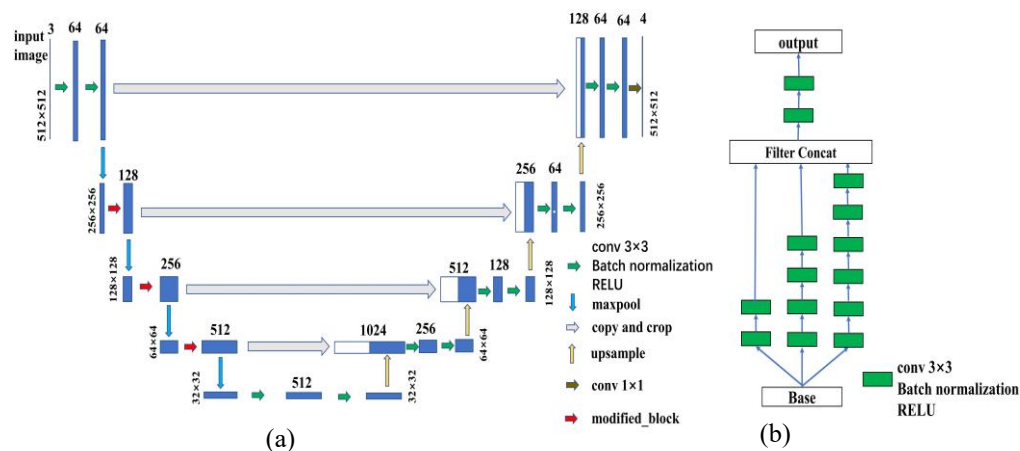 input
image
3
64
64
512×512
128
64
64
4
512×512
256×256
128
256
64
256×256
128×128
256
512
128
128×128
64×64
512
1024
256
64×64
32×32
512
32×32
conv 3×3
Batch normalization
RELU
maxpool
copy and crop
upsample
conv 1×1
modified_block
(a)
output
Filter Concat
Base
conv 3×3
Batch normalization
RELU
(b)